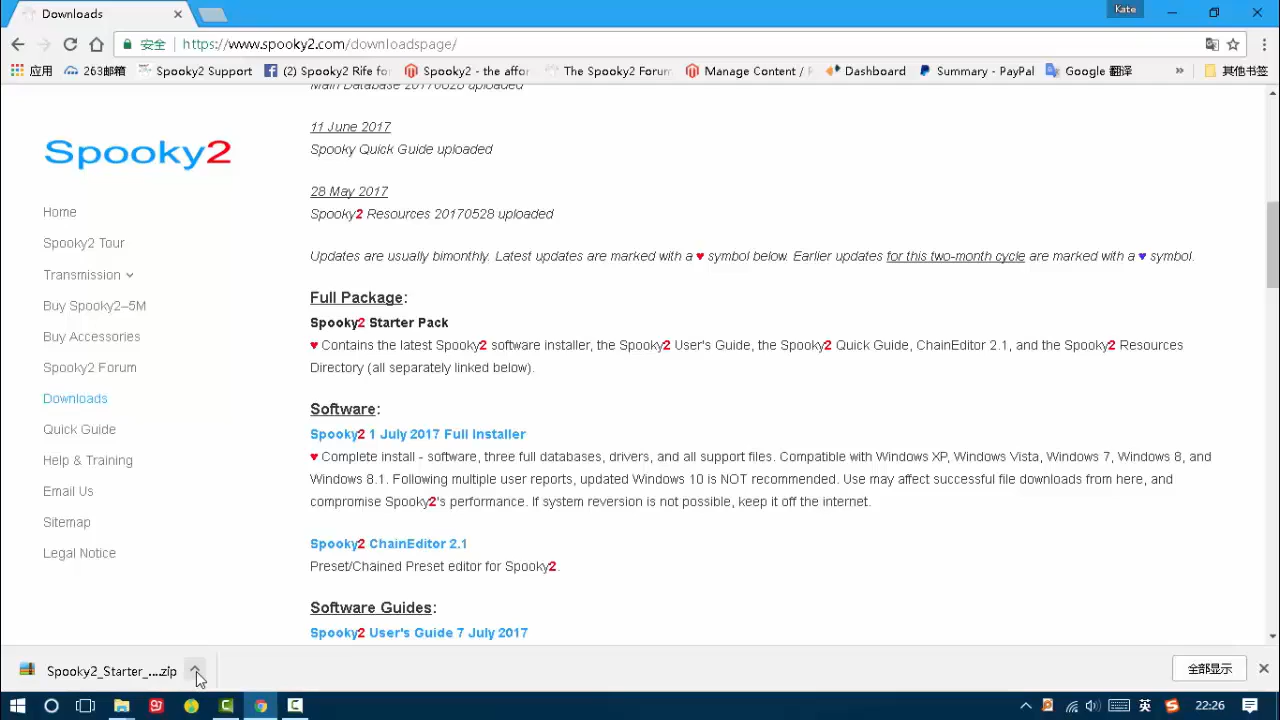 Downloads
Kate
安全
https://www.spooky2.com/downloadspage/
应用
263邮箱
Spooky2 Support
(2) Spooky2 Rife for
Spooky2 - the affor
The Spooky2 Forum
Manage Content / P
Dashboard
Summary - PayPal
Google 翻译
»
其他书签
Main Database 20170628 uploaded
11 June 2017
Spooky Quick Guide uploaded
28 May 2017
Spooky2 Resources 20170528 uploaded
Updates are usually bimonthly. Latest updates are marked with a ♥ symbol below. Earlier updates for this two-month cycle are marked with a ♥ symbol.
Full Package:
Spooky2 Starter Pack
♥ Contains the latest Spooky2 software installer, the Spooky2 User's Guide, the Spooky2 Quick Guide, ChainEditor 2.1, and the Spooky2 Resources
Directory (all separately linked below).
Software:
Spooky2 1 July 2017 Full Installer
♥ Complete install - software, three full databases, drivers, and all support files. Compatible with Windows XP, Windows Vista, Windows 7, Windows 8, and
Windows 8.1. Following multiple user reports, updated Windows 10 is NOT recommended. Use may affect successful file downloads from here, and
compromise Spooky2's performance. If system reversion is not possible, keep it off the internet.
Spooky2 ChainEditor 2.1
Preset/Chained Preset editor for Spooky2.
Software Guides:
Spooky2 User's Guide 7 July 2017
Spooky2
Home
Spooky2 Tour
Transmission
Buy Spooky2–5M
Buy Accessories
Spooky2 Forum
Downloads
Quick Guide
Help & Training
Email Us
Sitemap
Legal Notice
Spooky2_Starter_....zip
全部显示
英
22:26